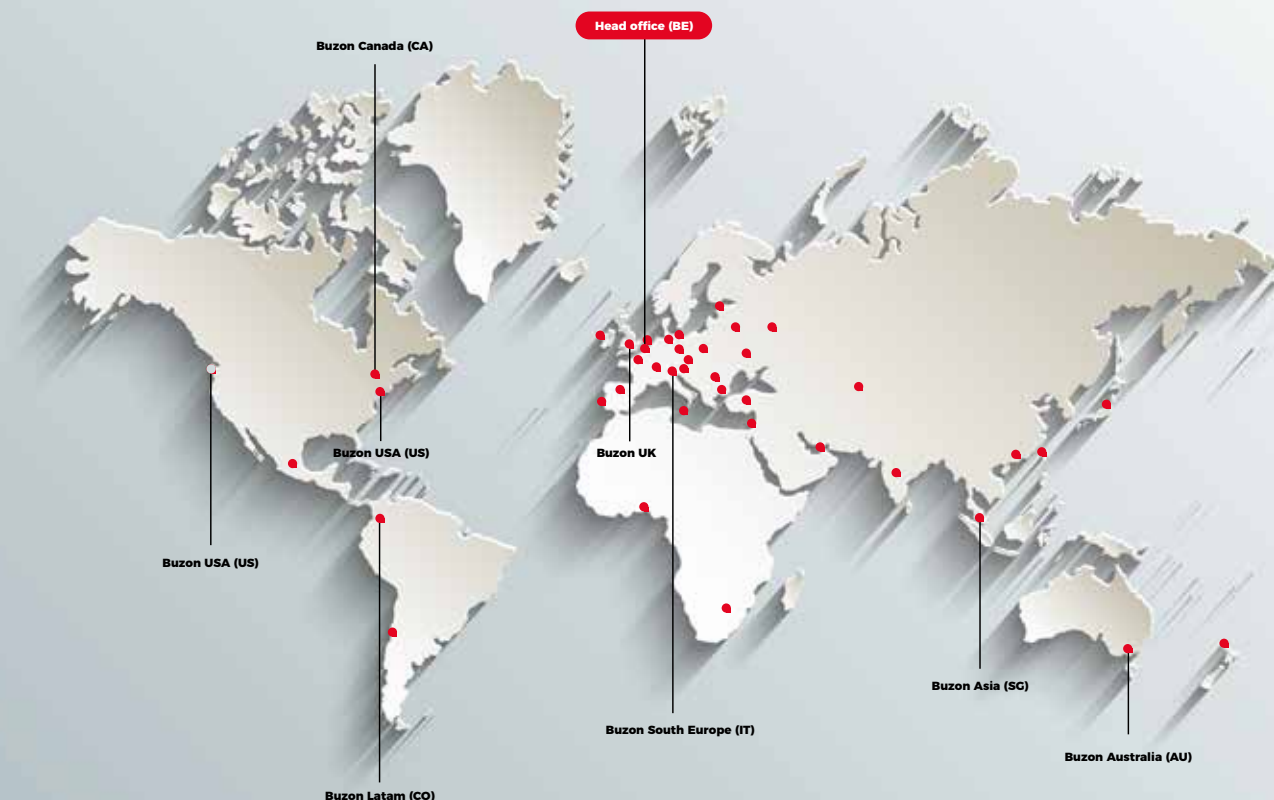 Head office (BE)
Buzon Canada (CA)
Buzon USA (US)
Buzon UK
Buzon USA (US)
Buzon Asia (SG)
Buzon South Europe (IT)
Buzon Australia (AU)
Buzon Latam (CO)